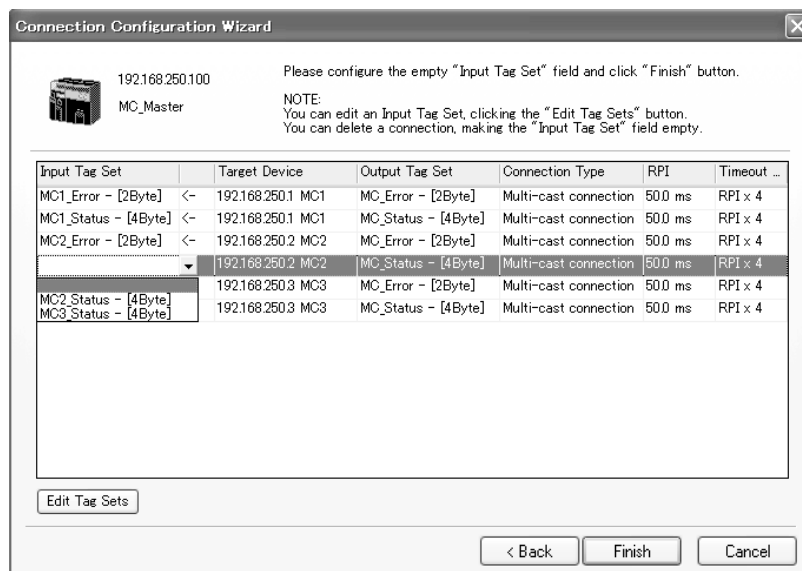 Connection Configuration Wizard
192.168.250.100
MC_Master
Please configure the empty "Input Tag Set" field and click "Finish" button.
NOTE:
You can edit an Input Tag Set, clicking the "Edit Tag Sets" button.
You can delete a connection, making the "Input Tag Set" field empty.
Input Tag Set Target Device Output Tag Set Connection Type RPI Timeout ...
MC1_Error - [2Byte] <- 192.168.250.1 MC1 MC_Error - [2Byte] Multi-cast connection 50.0 ms RPI x 4
MC1_Status - [4Byte] <- 192.168.250.1 MC1 MC_Status - [4Byte] Multi-cast connection 50.0 ms RPI x 4
MC2_Error - [2Byte] <- 192.168.250.2 MC2 MC_Error - [2Byte] Multi-cast connection 50.0 ms RPI x 4
192.168.250.2 MC2 MC_Status - [4Byte] Multi-cast connection 50.0 ms RPI x 4
192.168.250.3 MC3 MC_Error - [2Byte] Multi-cast connection 50.0 ms RPI x 4
MC2_Status - [4Byte] 192.168.250.3 MC3 MC_Status - [4Byte] Multi-cast connection 50.0 ms RPI x 4
MC3_Status - [4Byte]
Edit Tag Sets
< Back Finish Cancel